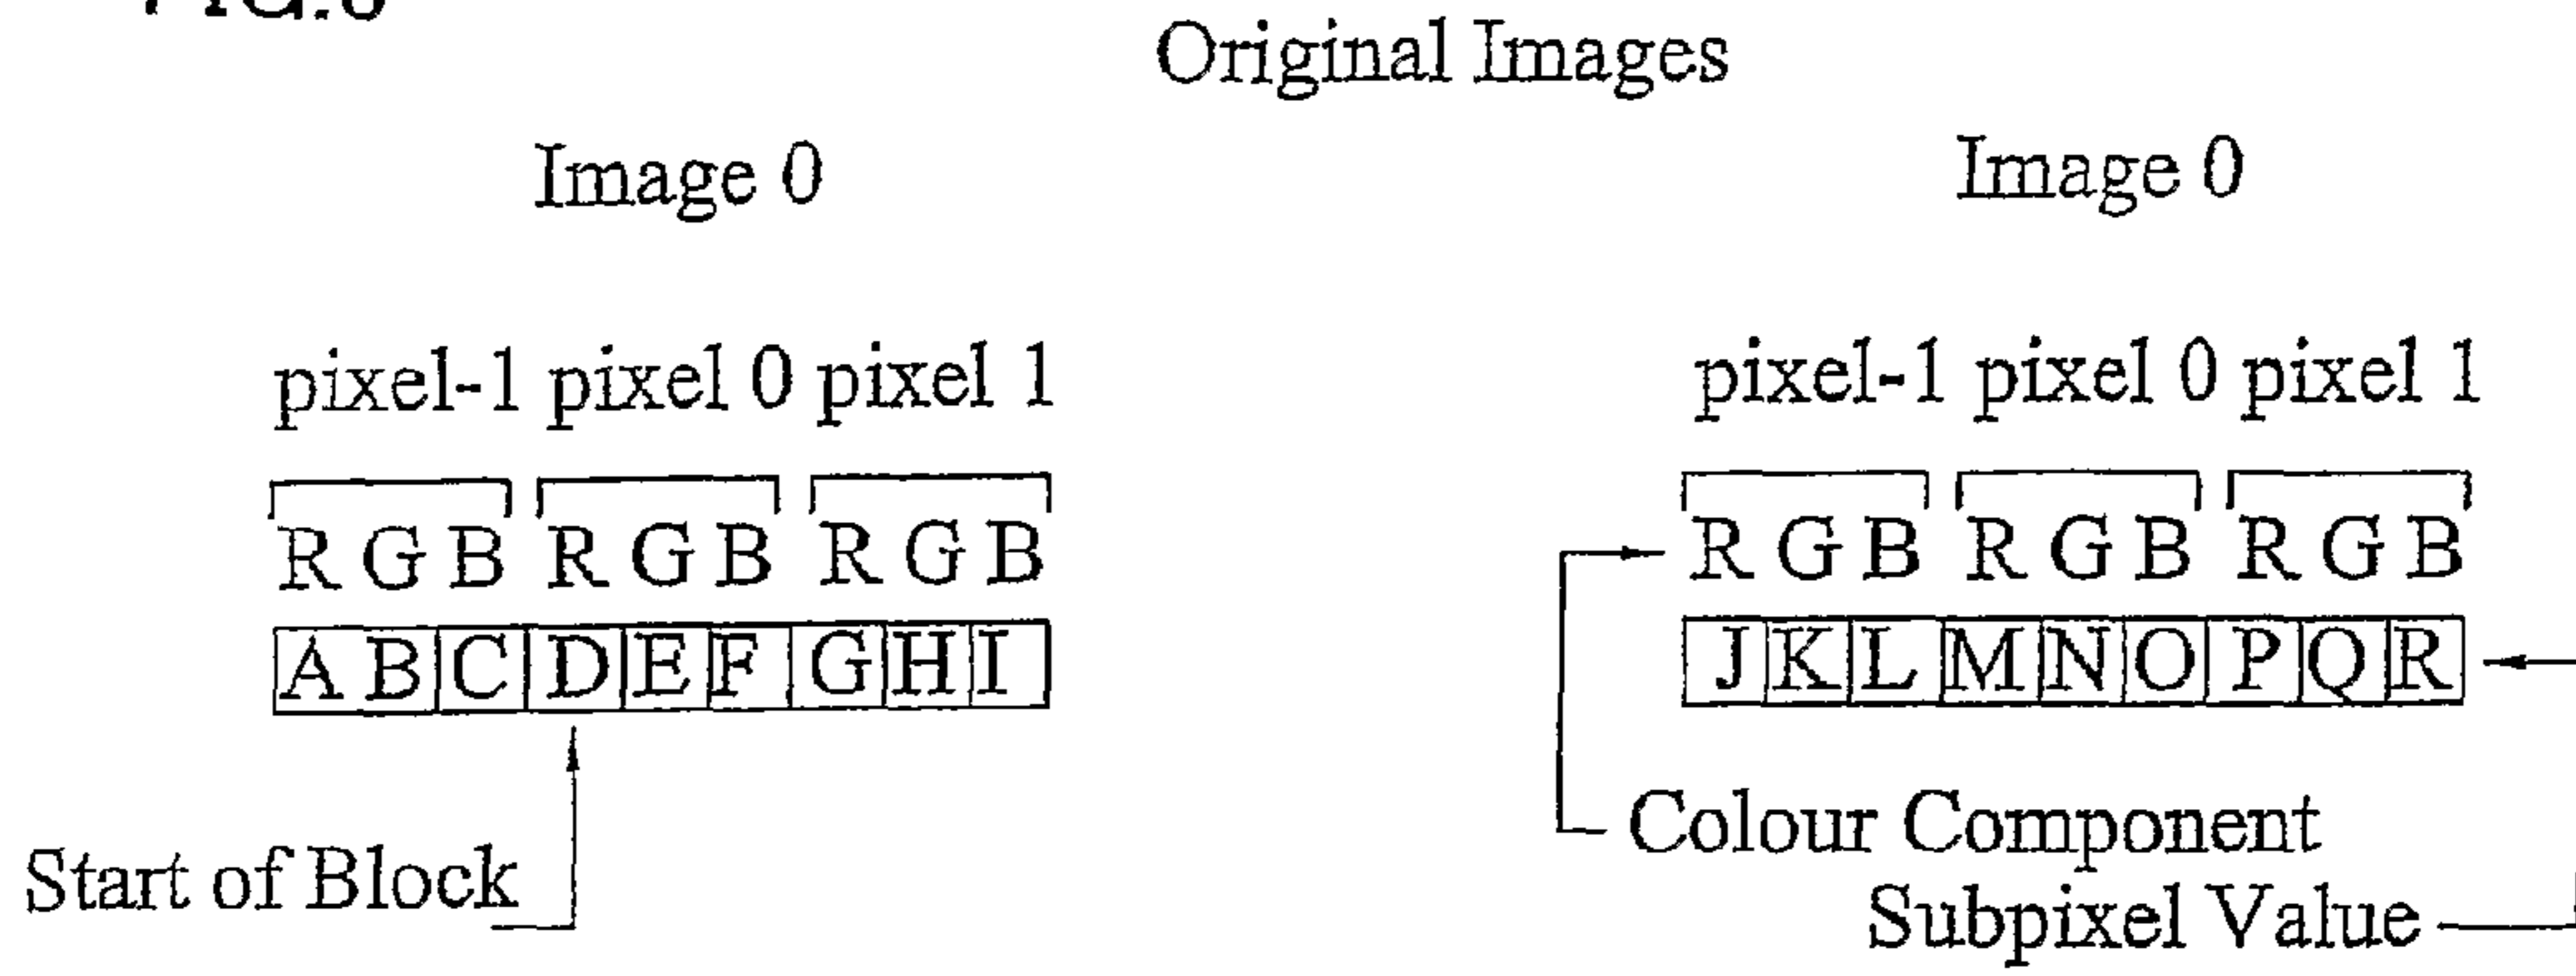 Original Images
Image 0
Image 0
pixel-1 pixel 0 pixel 1
pixel-1 pixel 0 pixel 1
R G B R G B R G B
R G B R G B R G B
A B C D E F G H I
J K L M N O P Q R
Start of Block
Colour Component
Subpixel Value